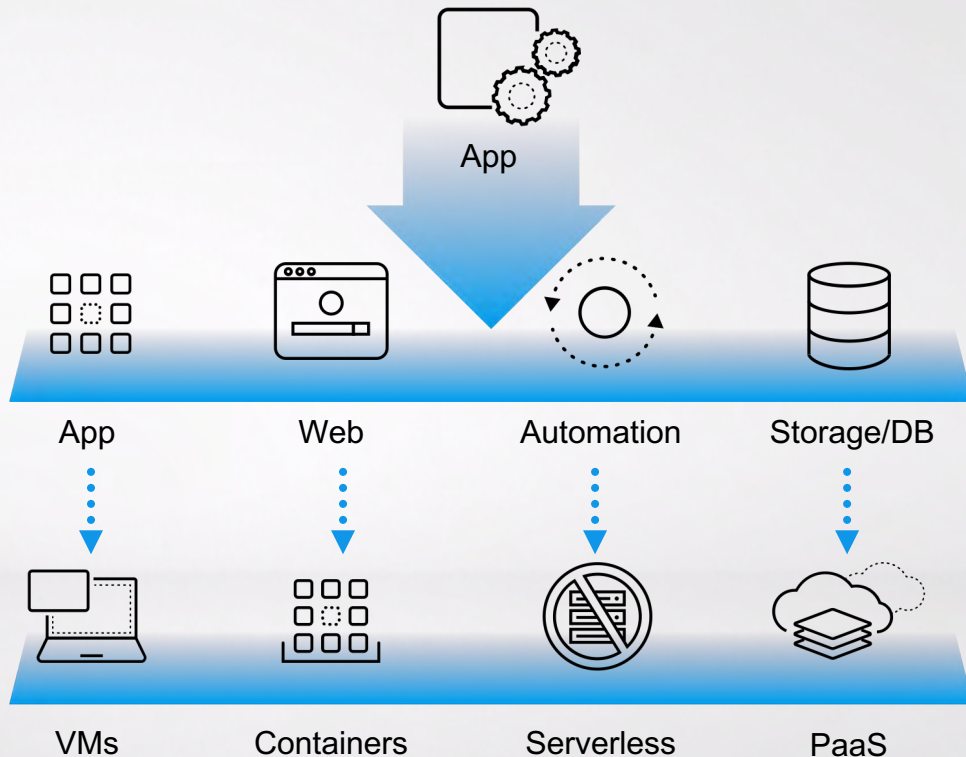 App
App
Web
Automation
Storage/DB
VMs
Containers
Serverless
PaaS